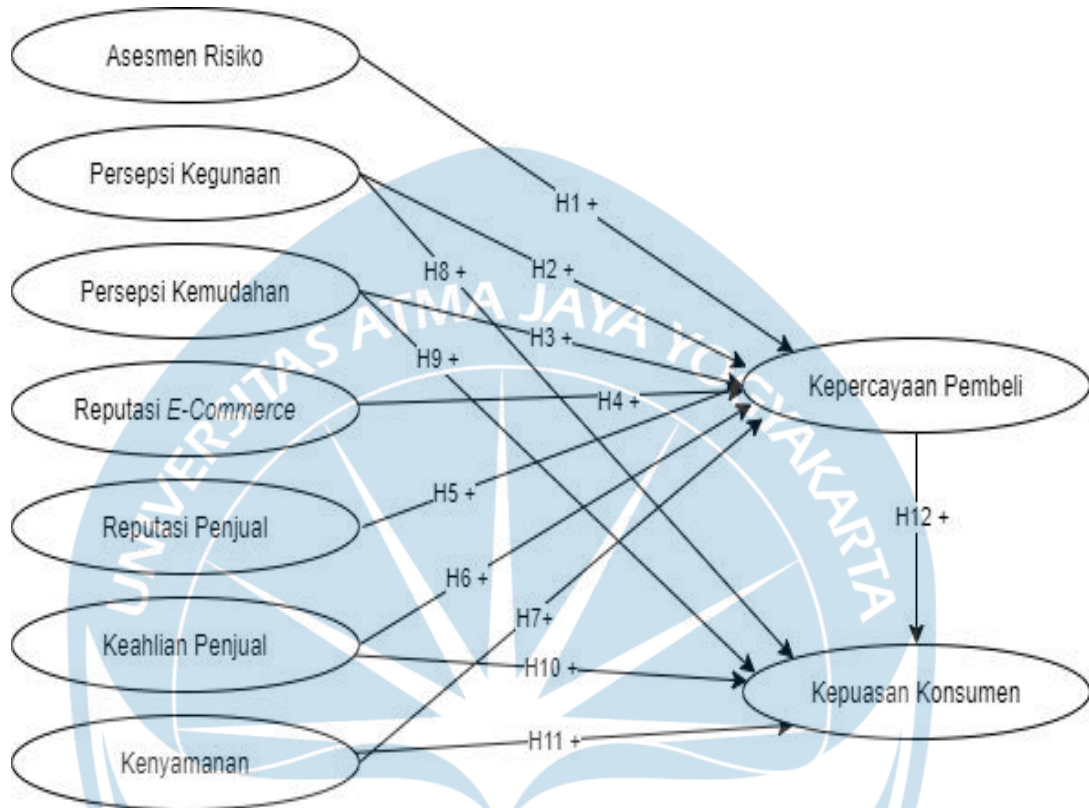 Asesmen Risiko
Persepsi Kegunaan
Persepsi Kemudahan
Reputasi E-Commerce
Reputasi Penjual
Keahlian Penjual
Kenyamanan
H1 +
H2 +
H8 +
H3 +
H9 +
H4 +
H5 +
H6 +
H7+
H10 +
H11 +
Kepercayaan Pembeli
H12 +
Kepuasan Konsumen
UNIVERSITAS ATMA JAYA YOGYAKARTA